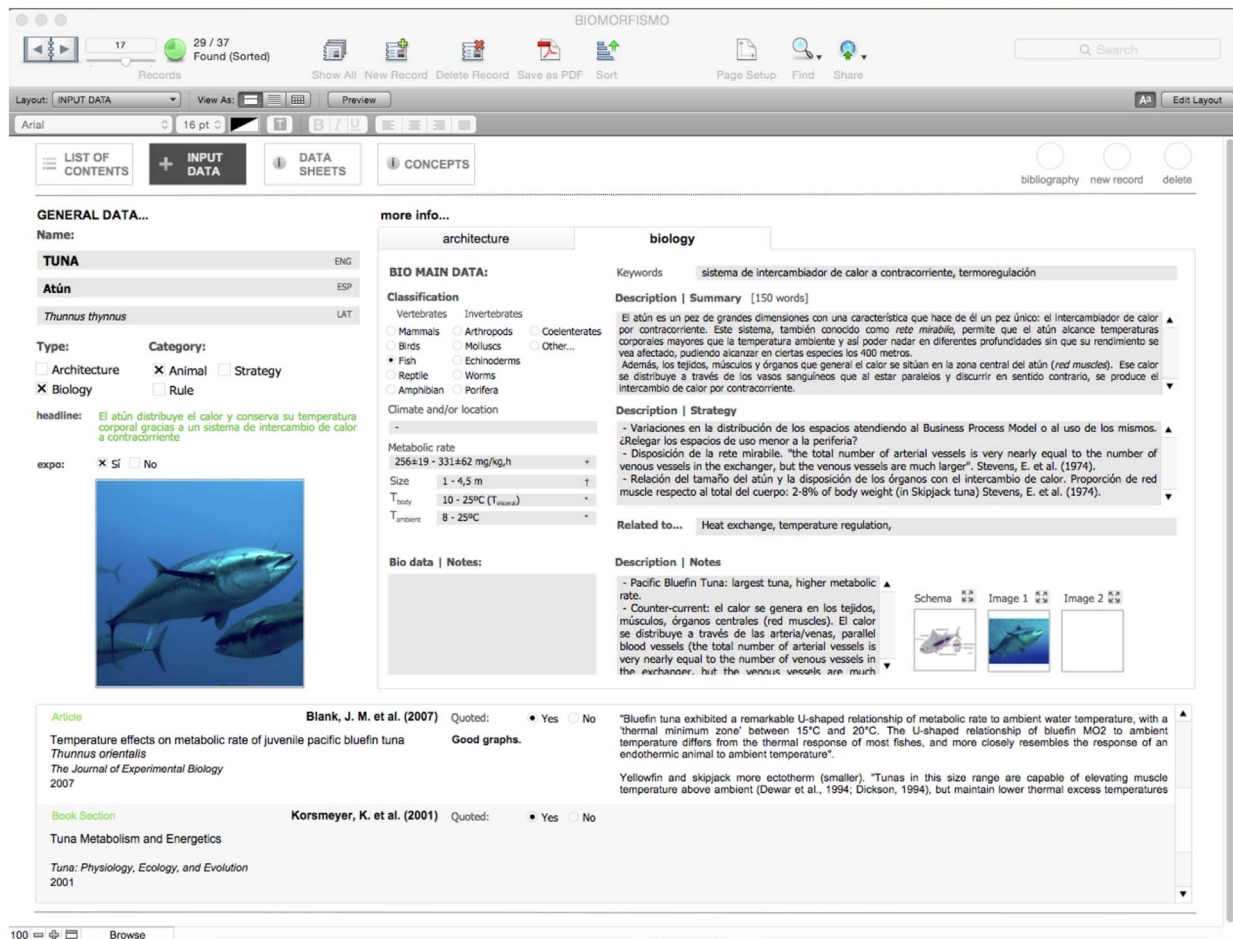 BIOMORFISMO
17
29 / 37
Found (Sorted)
Records
Show All New Record Delete Record Save as PDF Sort
Page Setup Find Share
Search
Layout: INPUT DATA View As: Preview
Aa Edit Layout
Arial 16 pt T B I U
LIST OF CONTENTS
INPUT DATA
DATA SHEETS
CONCEPTS
bibliography new record delete
GENERAL DATA...
Name:
TUNA ENG
Atún ESP
Thunnus thynnus LAT
Type: Category:
Architecture Animal Strategy
Biology Rule
headline: El atún distribuye el calor y conserva su temperatura
corporal gracias a un sistema de intercambio de calor
a contracorriente
expo: Sí No
more info...
architecture biology
BIO MAIN DATA:
Classification
Vertebrates Invertebrates
Mammals Arthropods Coelenterates
Birds Molluscs Other...
Fish Echinoderms
Reptile Worms
Amphibian Porifera
Climate and/or location
-
Metabolic rate
256±19 - 331±62 mg/kg,h +
Size 1 - 4,5 m †
Tbody 10 - 25ºC (Tvisceral) *
Tambient 8 - 25ºC *
Bio data | Notes:
Keywords sistema de intercambiador de calor a contracorriente, termoregulación
Description | Summary [150 words]
El atún es un pez de grandes dimensiones con una característica que hace de él un pez único: el intercambiador de calor
por contracorriente. Este sistema, también conocido como rete mirabile, permite que el atún alcance temperaturas
corporales mayores que la temperatura ambiente y así poder nadar en diferentes profundidades sin que su rendimiento se
vea afectado, pudiendo alcanzar en ciertas especies los 400 metros.
Además, los tejidos, músculos y órganos que general el calor se sitúan en la zona central del atún (red muscles). Ese calor
se distribuye a través de los vasos sanguíneos que al estar paralelos y discurrir en sentido contrario, se produce el
intercambio de calor por contracorriente.
Description | Strategy
- Variaciones en la distribución de los espacios atendiendo al Business Process Model o al uso de los mismos.
¿Relegar los espacios de uso menor a la periferia?
- Disposición de la rete mirabile. "the total number of arterial vessels is very nearly equal to the number of
venous vessels in the exchanger, but the venous vessels are much larger". Stevens, E. et al. (1974).
- Relación del tamaño del atún y la disposición de los órganos con el intercambio de calor. Proporción de red
muscle respecto al total del cuerpo: 2-8% of body weight (in Skipjack tuna) Stevens, E. et al. (1974).
Related to... Heat exchange, temperature regulation,
Description | Notes
- Pacific Bluefin Tuna: largest tuna, higher metabolic
rate.
- Counter-current: el calor se genera en los tejidos,
músculos, órganos centrales (red muscles). El calor
se distribuye a través de las arteria/venas, parallel
blood vessels (the total number of arterial vessels is
very nearly equal to the number of venous vessels in
the exchanger, but the venous vessels are much
Schema Image 1 Image 2
Article Blank, J. M. et al. (2007) Quoted: Yes No
Temperature effects on metabolic rate of juvenile pacific bluefin tuna Good graphs.
Thunnus orientalis
The Journal of Experimental Biology
2007
"Bluefin tuna exhibited a remarkable U-shaped relationship of metabolic rate to ambient water temperature, with a
'thermal minimum zone' between 15°C and 20°C. The U-shaped relationship of bluefin MO2 to ambient
temperature differs from the thermal response of most fishes, and more closely resembles the response of an
endothermic animal to ambient temperature".
Yellowfin and skipjack more ectotherm (smaller). "Tunas in this size range are capable of elevating muscle
temperature above ambient (Dewar et al., 1994; Dickson, 1994), but maintain lower thermal excess temperatures
Book Section Korsmeyer, K. et al. (2001) Quoted: Yes No
Tuna Metabolism and Energetics
Tuna: Physiology, Ecology, and Evolution
2001
100 Browse